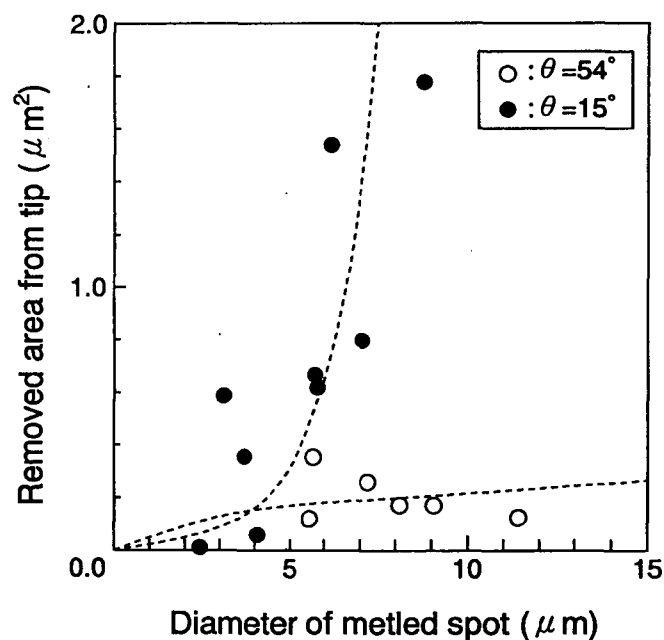 2.0
○ : θ =54°
● : θ =15°
Removed area from tip ( μ m²)
1.0
0.0
5
10
15
Diameter of metled spot ( μ m)